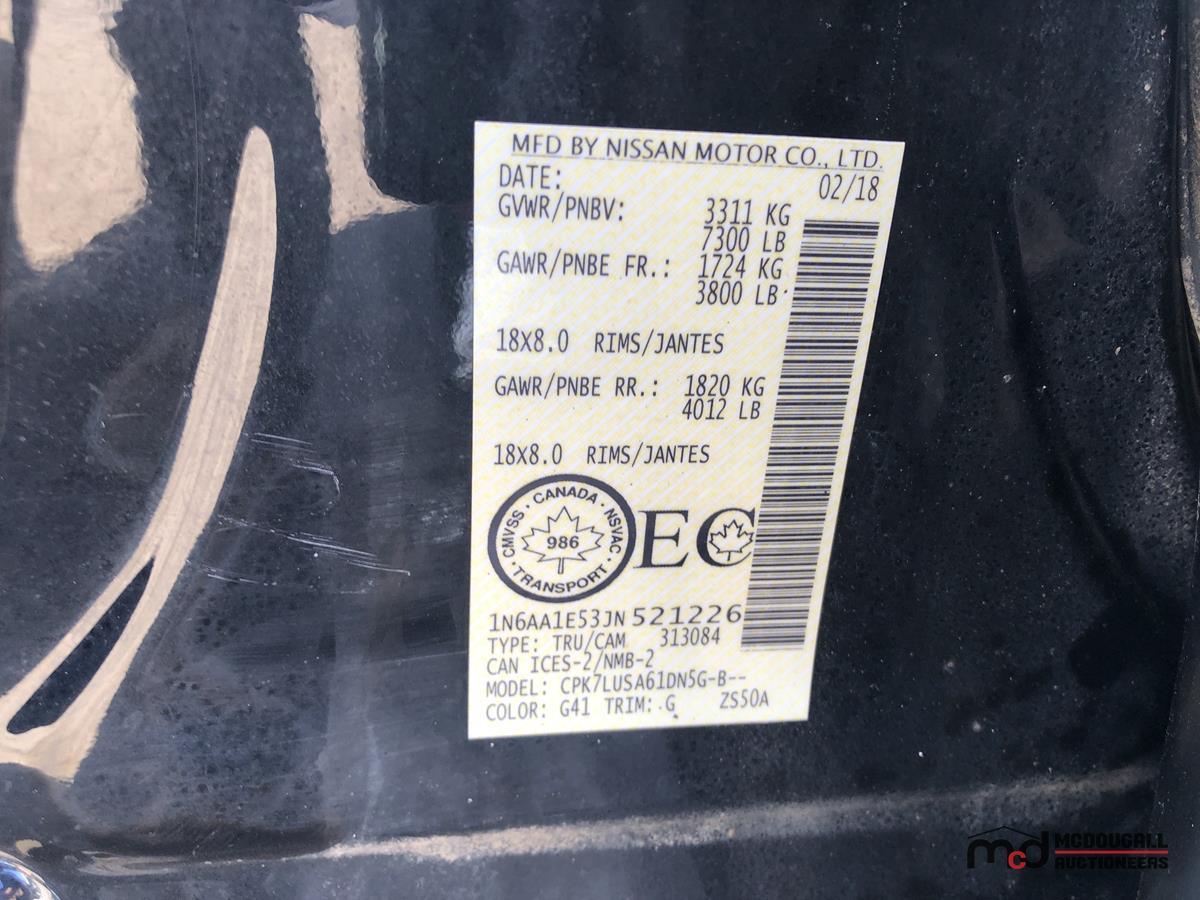 MFD BY NISSAN MOTOR CO., LTD.
DATE: 02/18
GVWR/PNBV: 3311 KG
7300 LB
GAWR/PNBE FR.: 1724 KG
3800 LB
18X8.0 RIMS/JANTES
GAWR/PNBE RR.: 1820 KG
4012 LB
18X8.0 RIMS/JANTES
CANADA · NSVAC · TRANSPORT · CMVSS ·
986
EC
1N6AA1E53JN521226
TYPE: TRU/CAM 313084
CAN ICES-2/NMB-2
MODEL: CPK7LUSA61DN5G-B--
COLOR: G41 TRIM: G ZS50A
mcd MCDOUGALL
AUCTIONEERS